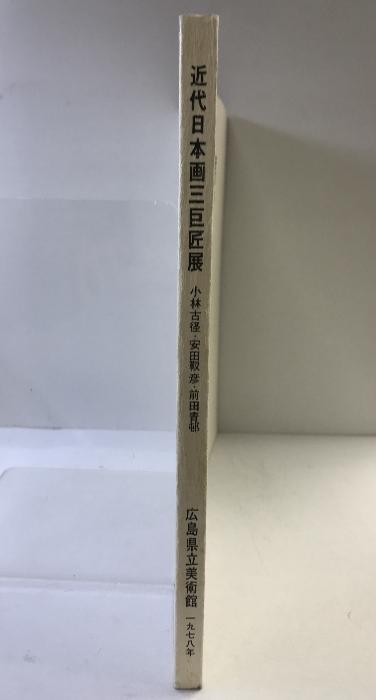 近代日本画三巨匠展
小林古径・安田靫彦・前田青邨
広島県立美術館
一九七八年